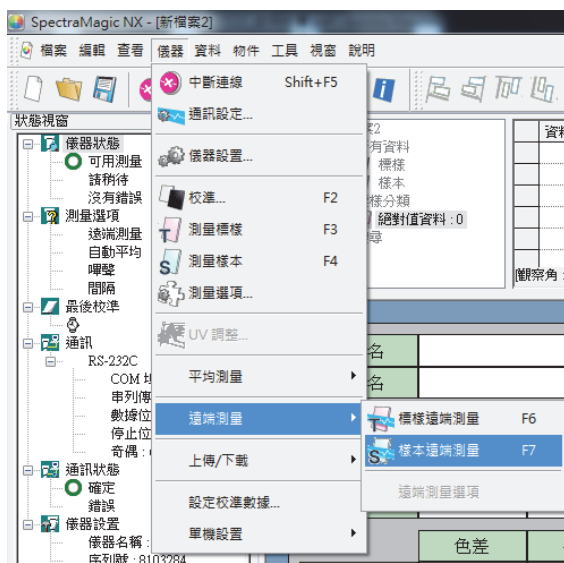 SpectraMagic NX - [新檔案2]
檔案 編輯 查看 儀器 資料 物件 工具 視窗 說明
狀態視窗
儀器狀態
可用測量
請稍待
沒有錯誤
測量選項
遠端測量
自動平均
嗶聲
間隔
最後校準
通訊
RS-232C
COM
串列傳
數據位
停止位
奇偶 :
通訊狀態
確定
錯誤
儀器設置
儀器名稱 :
序列號 : 8103284
中斷連線 Shift+F5
通訊設定...
儀器設置...
校準... F2
測量標樣 F3
測量樣本 F4
測量選項...
UV 調整...
平均測量
遠端測量
上傳/下載
設定校準數據...
單機設置
標樣遠端測量 F6
樣本遠端測量 F7
遠端測量選項
2
有資料
標樣
樣本
樣分類
絕對值資料 : 0
尋
資料
觀察角 :
名
名
色差